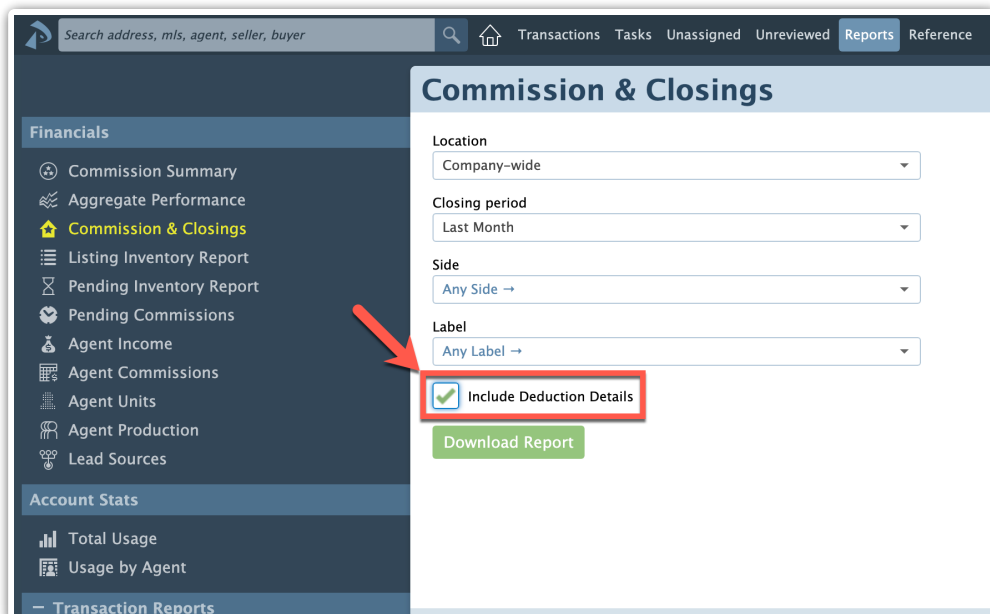 Search address, mls, agent, seller, buyer
Transactions Tasks Unassigned Unreviewed Reports Reference
Commission & Closings
Financials
Commission Summary
Aggregate Performance
Commission & Closings
Listing Inventory Report
Pending Inventory Report
Pending Commissions
Agent Income
Agent Commissions
Agent Units
Agent Production
Lead Sources
Account Stats
Total Usage
Usage by Agent
Transaction Reports
Location
Company-wide
Closing period
Last Month
Side
Any Side →
Label
Any Label →
Include Deduction Details
Download Report